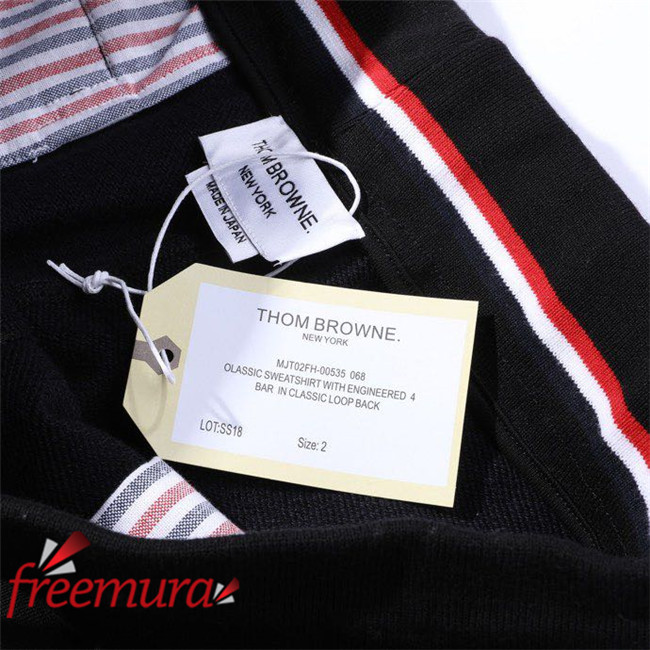 THOM BROWNE.
NEW YORK
MADE IN JAPAN
THOM BROWNE.
NEW YORK
MJT02FH-00535 068
OLASSIC SWEATSHIRT WITH ENGINEERED 4
BAR IN CLASSIC LOOP BACK
LOT:SS18
Size: 2
freemura